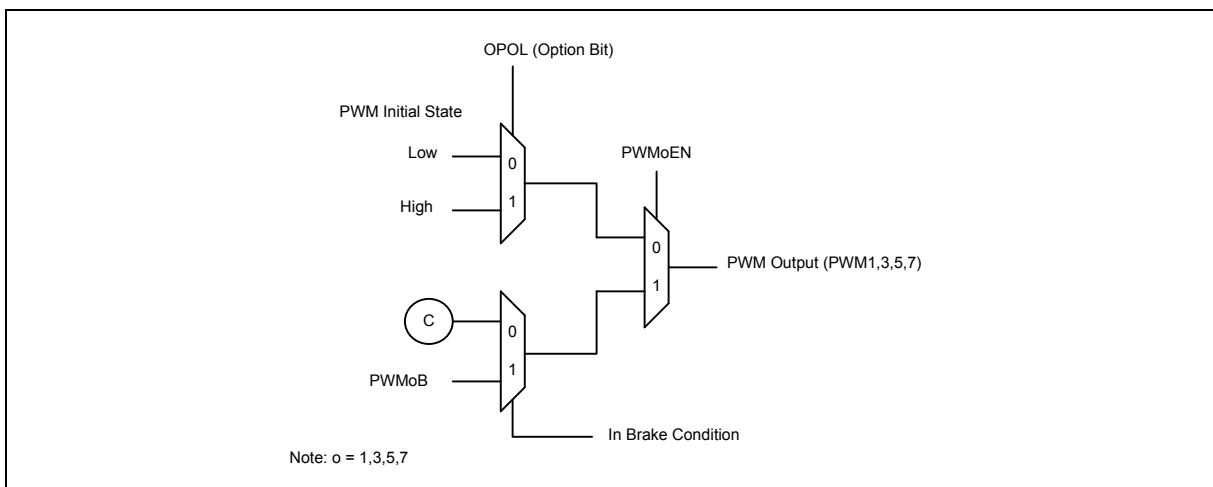 OPOL (Option Bit)
PWM Initial State
Low
0
PWMoEN
High
1
0
PWM Output (PWM1,3,5,7)
1
C
0
PWMoB
1
In Brake Condition
Note: o = 1,3,5,7